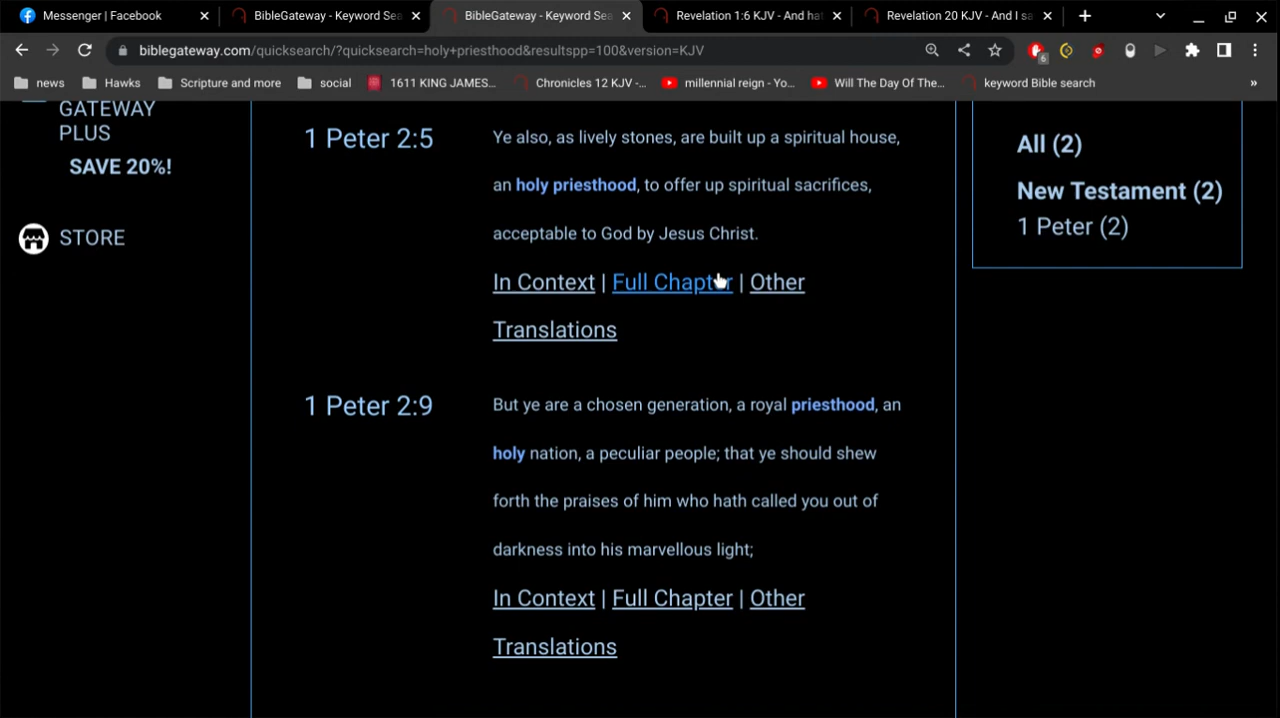 Messenger | Facebook
BibleGateway - Keyword Sea
BibleGateway - Keyword Sea
Revelation 1:6 KJV - And hat
Revelation 20 KJV - And I sa
biblegateway.com/quicksearch/?quicksearch=holy+priesthood&resultspp=100&version=KJV
6
news
Hawks
Scripture and more
social
1611 KING JAMES...
Chronicles 12 KJV -...
millennial reign - Yo...
Will The Day Of The...
keyword Bible search
»
GATEWAY
PLUS
SAVE 20%!
STORE
1 Peter 2:5
Ye also, as lively stones, are built up a spiritual house,
an holy priesthood, to offer up spiritual sacrifices,
acceptable to God by Jesus Christ.
In Context | Full Chapter | Other
Translations
1 Peter 2:9
But ye are a chosen generation, a royal priesthood, an
holy nation, a peculiar people; that ye should shew
forth the praises of him who hath called you out of
darkness into his marvellous light;
In Context | Full Chapter | Other
Translations
All (2)
New Testament (2)
1 Peter (2)